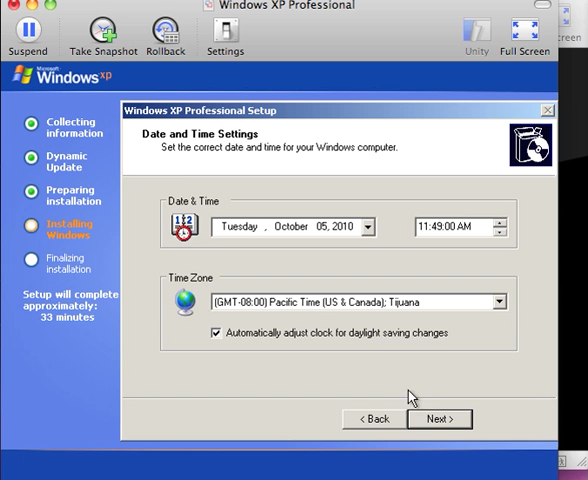 Windows XP Professional
Suspend
Take Snapshot
Rollback
Settings
Unity
Full Screen
Microsoft
Windows xp
Collecting
information
Dynamic
Update
Preparing
installation
Installing
Windows
Finalizing
installation
Setup will complete
approximately:
33 minutes
Windows XP Professional Setup
Date and Time Settings
Set the correct date and time for your Windows computer.
Date & Time
Tuesday , October 05, 2010
11:49:00 AM
Time Zone
(GMT-08:00) Pacific Time (US & Canada); Tijuana
Automatically adjust clock for daylight saving changes
< Back
Next >